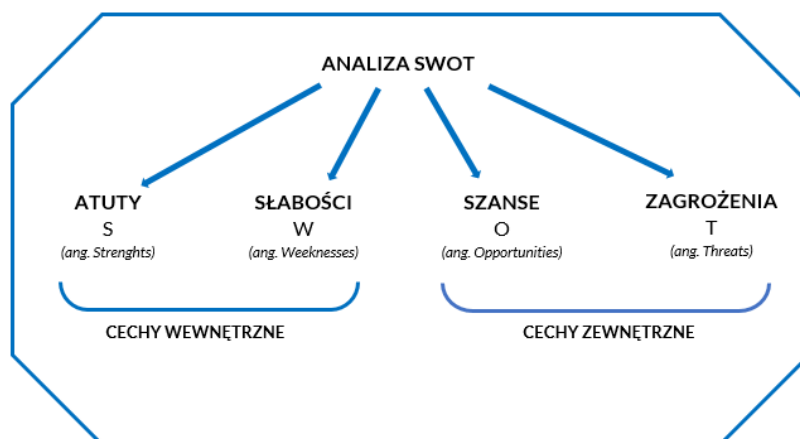 ANALIZA SWOT
ATUTY
S
(ang. Strenghts)
SŁABOŚCI
W
(ang. Weeknesses)
SZANSE
O
(ang. Opportunities)
ZAGROŻENIA
T
(ang. Threats)
CECHY WEWNĘTRZNE
CECHY ZEWNĘTRZNE